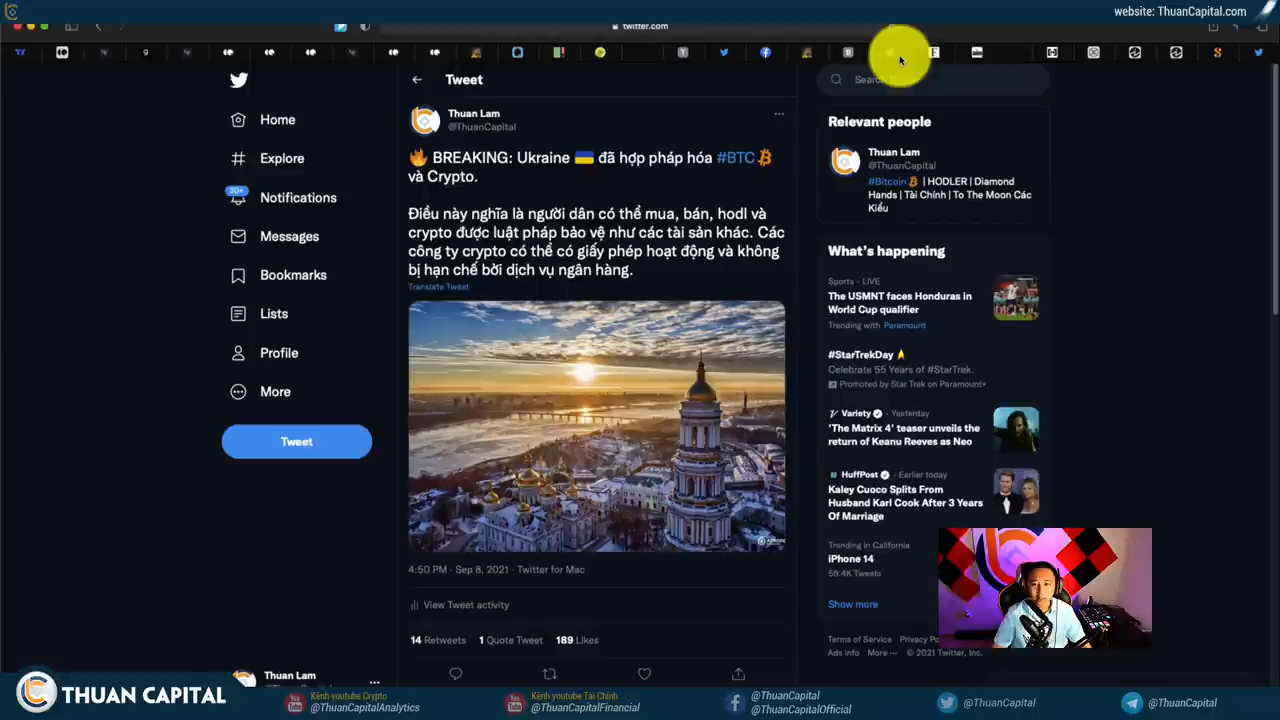 website: ThuanCapital.com
twitter.com
Home
Explore
20+
Notifications
Messages
Bookmarks
Lists
Profile
More
Tweet
Thuan Lam
Tweet
Thuan Lam
@ThuanCapital
🔥 BREAKING: Ukraine 🇺🇦 đã hợp pháp hóa #BTC
và Crypto.
Điều này nghĩa là người dân có thể mua, bán, hodl và
crypto được luật pháp bảo vệ như các tài sản khác. Các
công ty crypto có thể có giấy phép hoạt động và không
bị hạn chế bởi dịch vụ ngân hàng.
Translate Tweet
4:50 PM · Sep 8, 2021 · Twitter for Mac
View Tweet activity
14 Retweets 1 Quote Tweet 189 Likes
Search
Relevant people
Thuan Lam
@ThuanCapital
#Bitcoin | HODLER | Diamond
Hands | Tài Chính | To The Moon Các
Kiểu
What's happening
Sports · LIVE
The USMNT faces Honduras in
World Cup qualifier
Trending with Paramount
#StarTrekDay
Celebrate 55 Years of #StarTrek.
Promoted by Star Trek on Paramount+
Variety · Yesterday
'The Matrix 4' teaser unveils the
return of Keanu Reeves as Neo
HuffPost · Earlier today
Kaley Cuoco Splits From
Husband Karl Cook After 3 Years
Of Marriage
Trending in California
iPhone 14
58.4K Tweets
Show more
Terms of Service Privacy
Ads info More ··· © 2021 Twitter, Inc.
THUAN CAPITAL
Kênh youtube Crypto
@ThuanCapitalAnalytics
Kênh youtube Tài Chính
@ThuanCapitalFinancial
@ThuanCapital
@ThuanCapitalOfficial
@ThuanCapital
@ThuanCapital